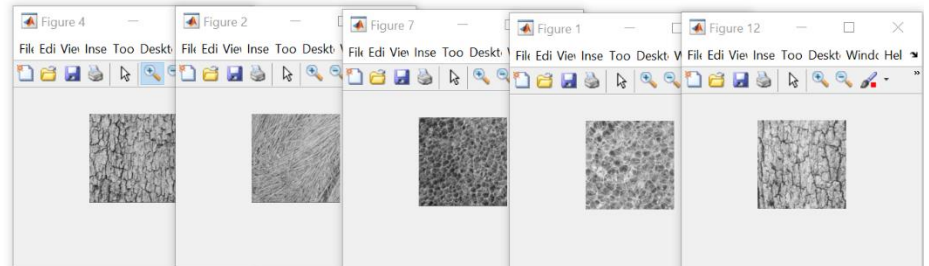 Figure 4
File Edi Viev Inse Too Deskt
Figure 2
File Edi Viev Inse Too Deskt
Figure 7
File Edi Viev Inse Too Deskt
Figure 1
File Edi Viev Inse Too Deskt W
Figure 12
File Edi Viev Inse Too Deskt Windc Hel